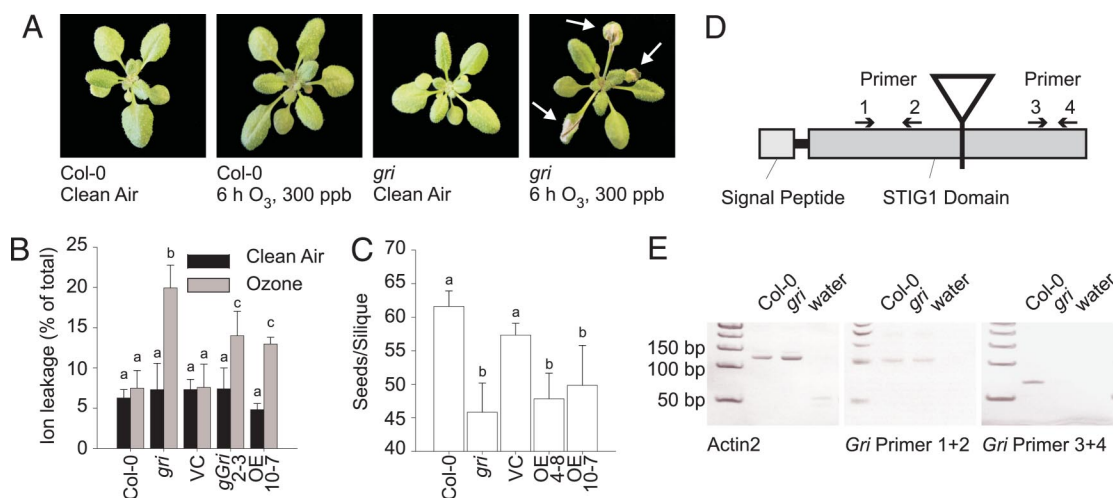 A
Col-0
Clean Air
Col-0
6 h O3, 300 ppb
gri
Clean Air
gri
6 h O3, 300 ppb
B
Ion leakage (% of total)
25
20
15
10
5
0
Clean Air
Ozone
a
a
a
b
a
a
a
c
a
c
Col-0
gri
VC
gGri
2-3
OE
10-7
C
Seeds/Silique
70
65
60
55
50
45
40
a
b
a
b
b
Col-0
gri
VC
OE
4-8
OE
10-7
D
Primer
Primer
1
2
3
4
Signal Peptide
STIG1 Domain
E
Col-0
gri
water
Col-0
gri
water
Col-0
gri
water
150 bp
100 bp
50 bp
Actin2
Gri Primer 1+2
Gri Primer 3+4